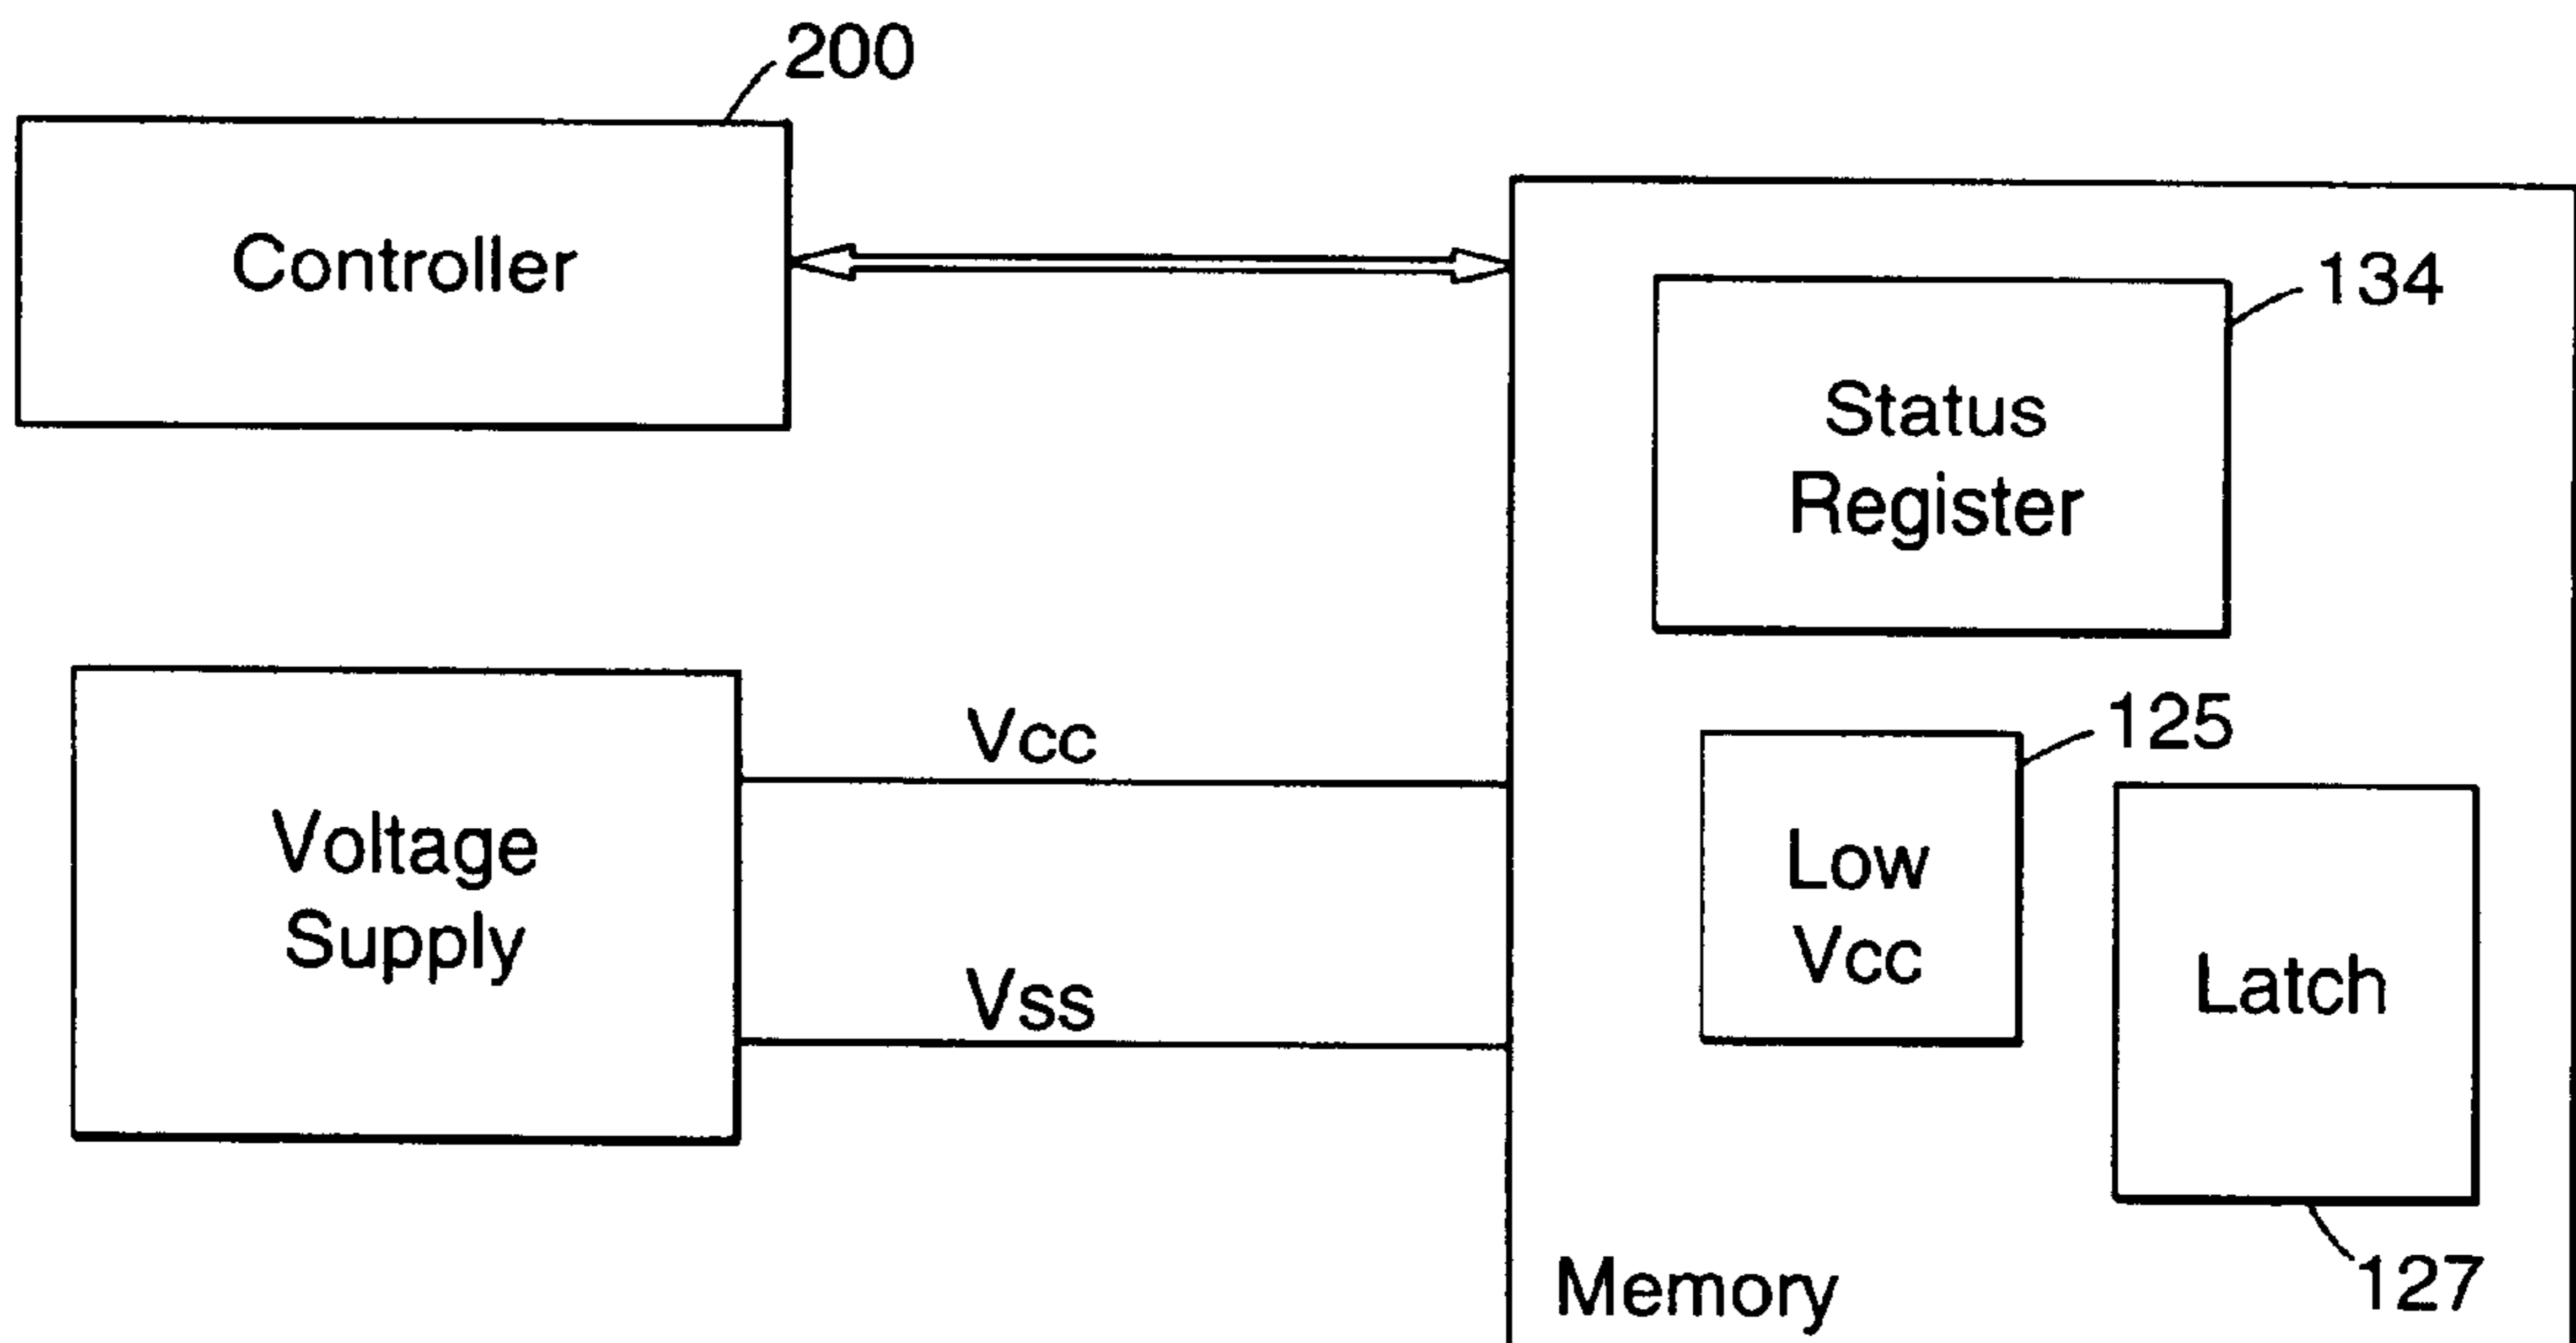 200
Controller
134
Status
Register
Vcc
125
Voltage
Supply
Low
Vcc
Latch
Vss
127
Memory